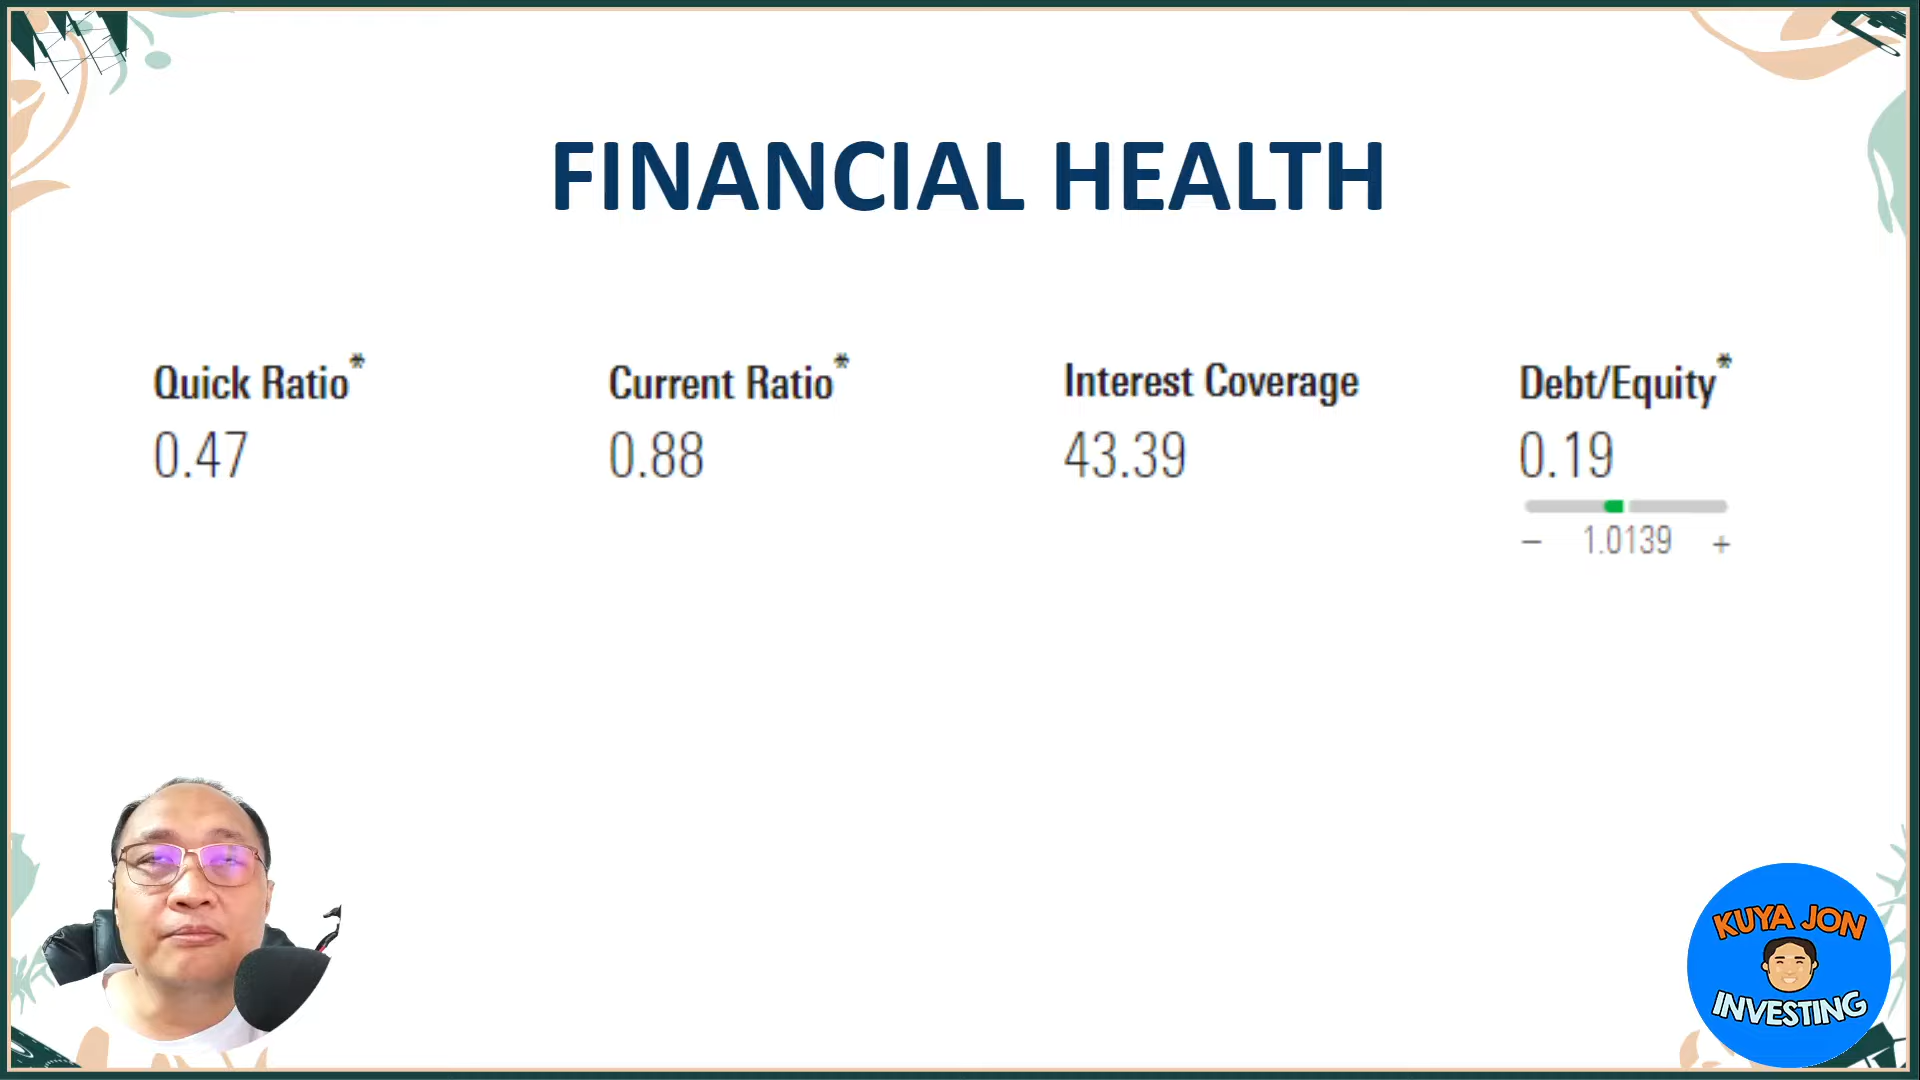 FINANCIAL HEALTH
Quick Ratio* Current Ratio* Interest Coverage Debt/Equity*
0.47 0.88 43.39 0.19
– 1.0139 +
KUYA JON
INVESTING